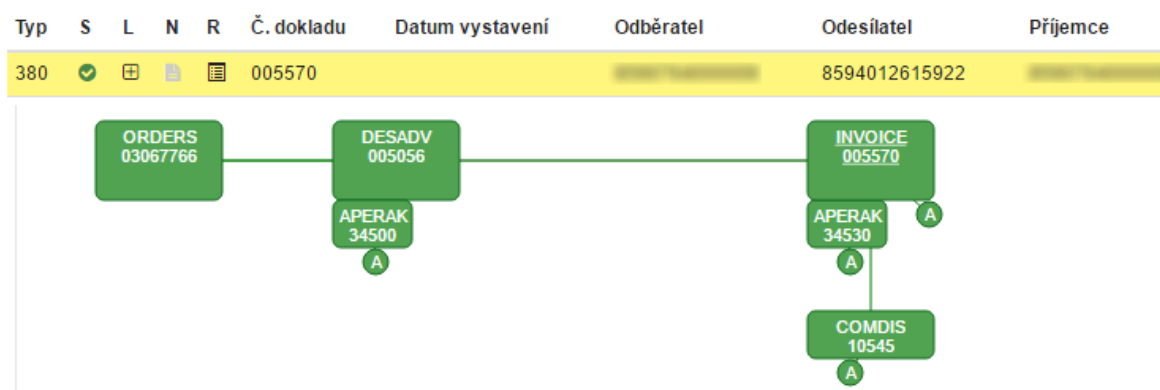 Typ S L N R Č. dokladu Datum vystavení Odběratel Odesílatel Příjemce
380 005570 8594012615922
ORDERS
03067766
DESADV
005056
INVOICE
005570
APERAK
34500
A
APERAK
34530
A
A
COMDIS
10545
A